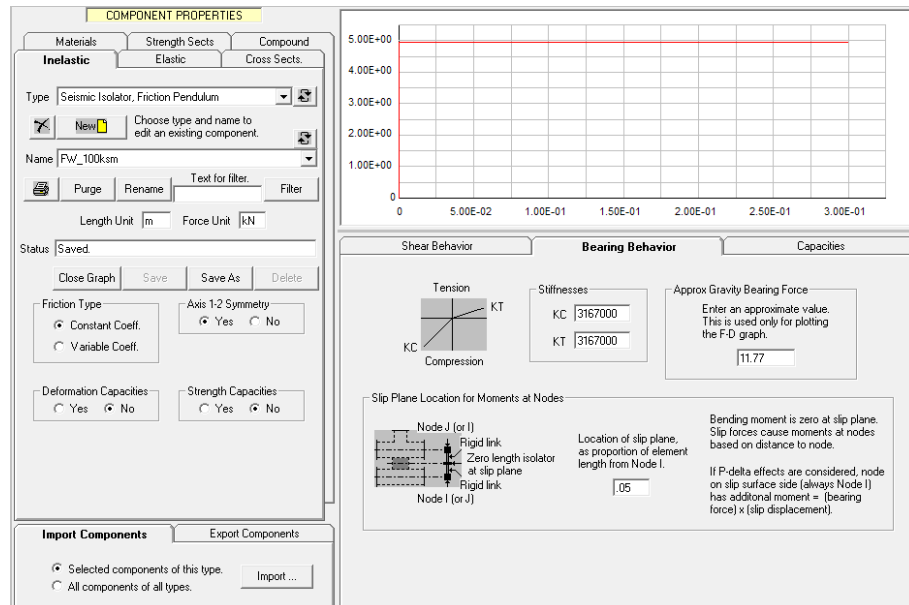 COMPONENT PROPERTIES
Materials Strength Sects Compound
Inelastic Elastic Cross Sects.
Type Seismic Isolator, Friction Pendulum
New Choose type and name to
edit an existing component.
Name FW_100ksm
Purge Rename Text for filter. Filter
Length Unit m Force Unit kN
Status Saved.
Close Graph Save Save As Delete
Friction Type
Constant Coeff.
Variable Coeff.
Axis 1-2 Symmetry
Yes No
Deformation Capacities
Yes No
Strength Capacities
Yes No
Import Components Export Components
Selected components of this type.
All components of all types.
Import ...
5.00E+00
4.00E+00
3.00E+00
2.00E+00
1.00E+00
0
0 5.00E-02 1.00E-01 1.50E-01 2.00E-01 2.50E-01 3.00E-01
Shear Behavior Bearing Behavior Capacities
Tension
KT
KC
Compression
Stiffnesses
KC 3167000
KT 3167000
Approx Gravity Bearing Force
Enter an approximate value.
This is used only for plotting
the F-D graph.
11.77
Slip Plane Location for Moments at Nodes
Node J (or I)
Rigid link
Zero length isolator
at slip plane
Rigid link
Node I (or J)
Location of slip plane,
as proportion of element
length from Node I.
.05
Bending moment is zero at slip plane.
Slip forces cause moments at nodes
based on distance to node.
If P-delta effects are considered, node
on slip surface side (always Node I)
has additonal moment = (bearing
force) x (slip displacement).